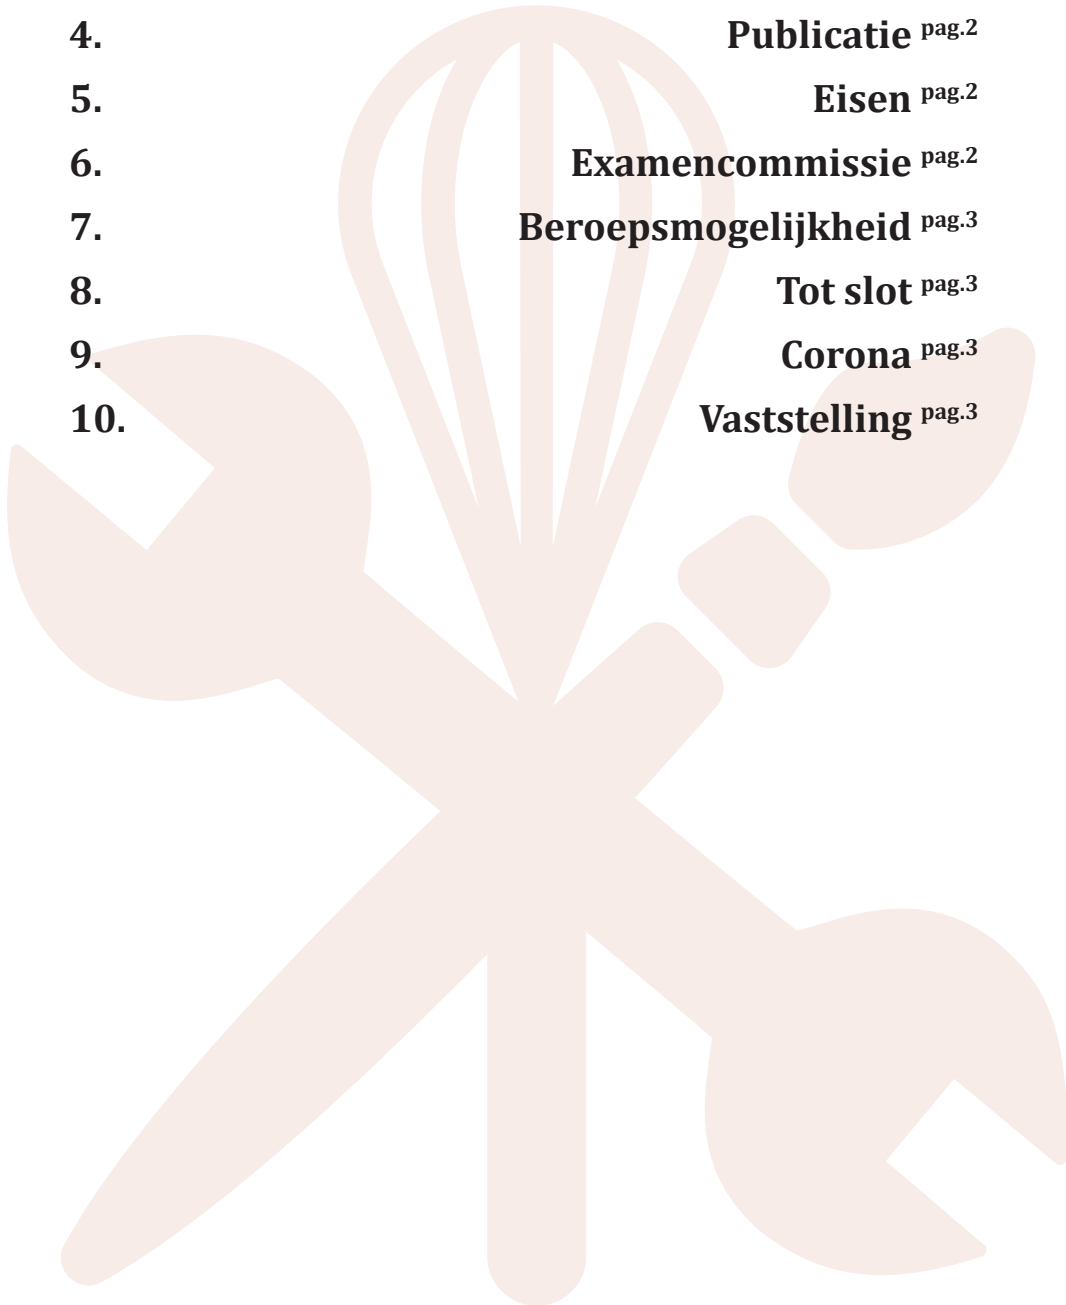 4. Publicatie pag.2
5. Eisen pag.2
6. Examencommissie pag.2
7. Beroepsmogelijkheid pag.3
8. Tot slot pag.3
9. Corona pag.3
10. Vaststelling pag.3